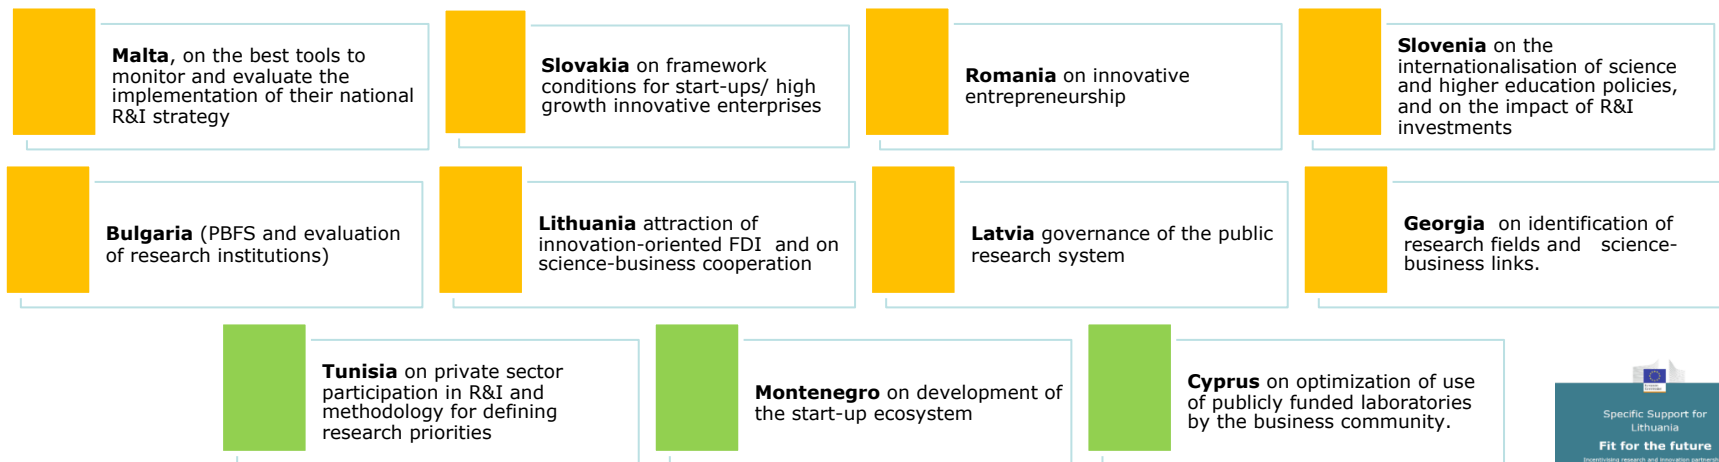 Malta, on the best tools to
monitor and evaluate the
implementation of their national
R&I strategy
Slovakia on framework
conditions for start-ups/ high
growth innovative enterprises
Romania on innovative
entrepreneurship
Slovenia on the
internationalisation of science
and higher education policies,
and on the impact of R&I
investments
Bulgaria (PBFS and evaluation
of research institutions)
Lithuania attraction of
innovation-oriented FDI and on
science-business cooperation
Latvia governance of the public
research system
Georgia on identification of
research fields and science-
business links.
Tunisia on private sector
participation in R&I and
methodology for defining
research priorities
Montenegro on development of
the start-up ecosystem
Cyprus on optimization of use
of publicly funded laboratories
by the business community.
Specific Support for
Lithuania
Fit for the future
Incentivising research and innovation